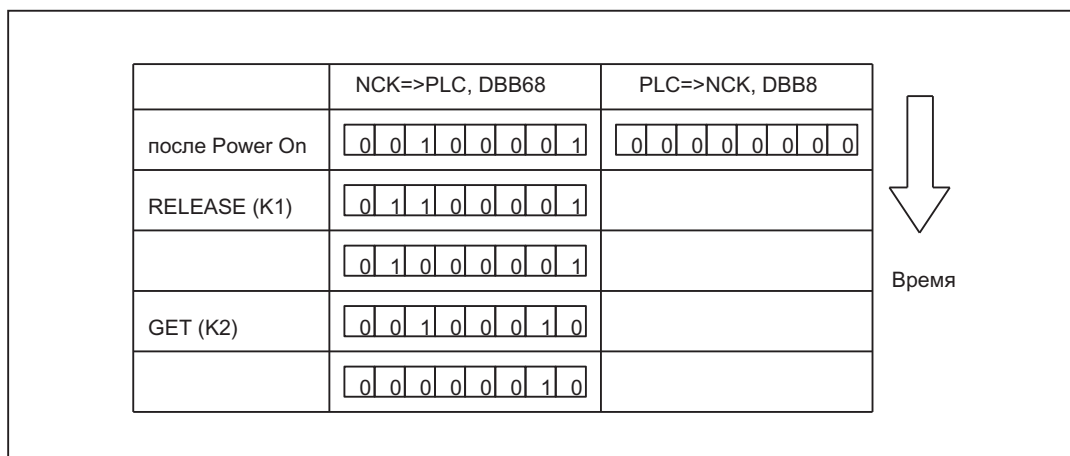 NCK=>PLC, DBB68 PLC=>NCK, DBB8
после Power On 0 0 1 0 0 0 0 1 0 0 0 0 0 0 0 0
RELEASE (K1) 0 1 1 0 0 0 0 1
0 1 0 0 0 0 0 1
Время
GET (K2) 0 0 1 0 0 0 1 0
0 0 0 0 0 0 1 0